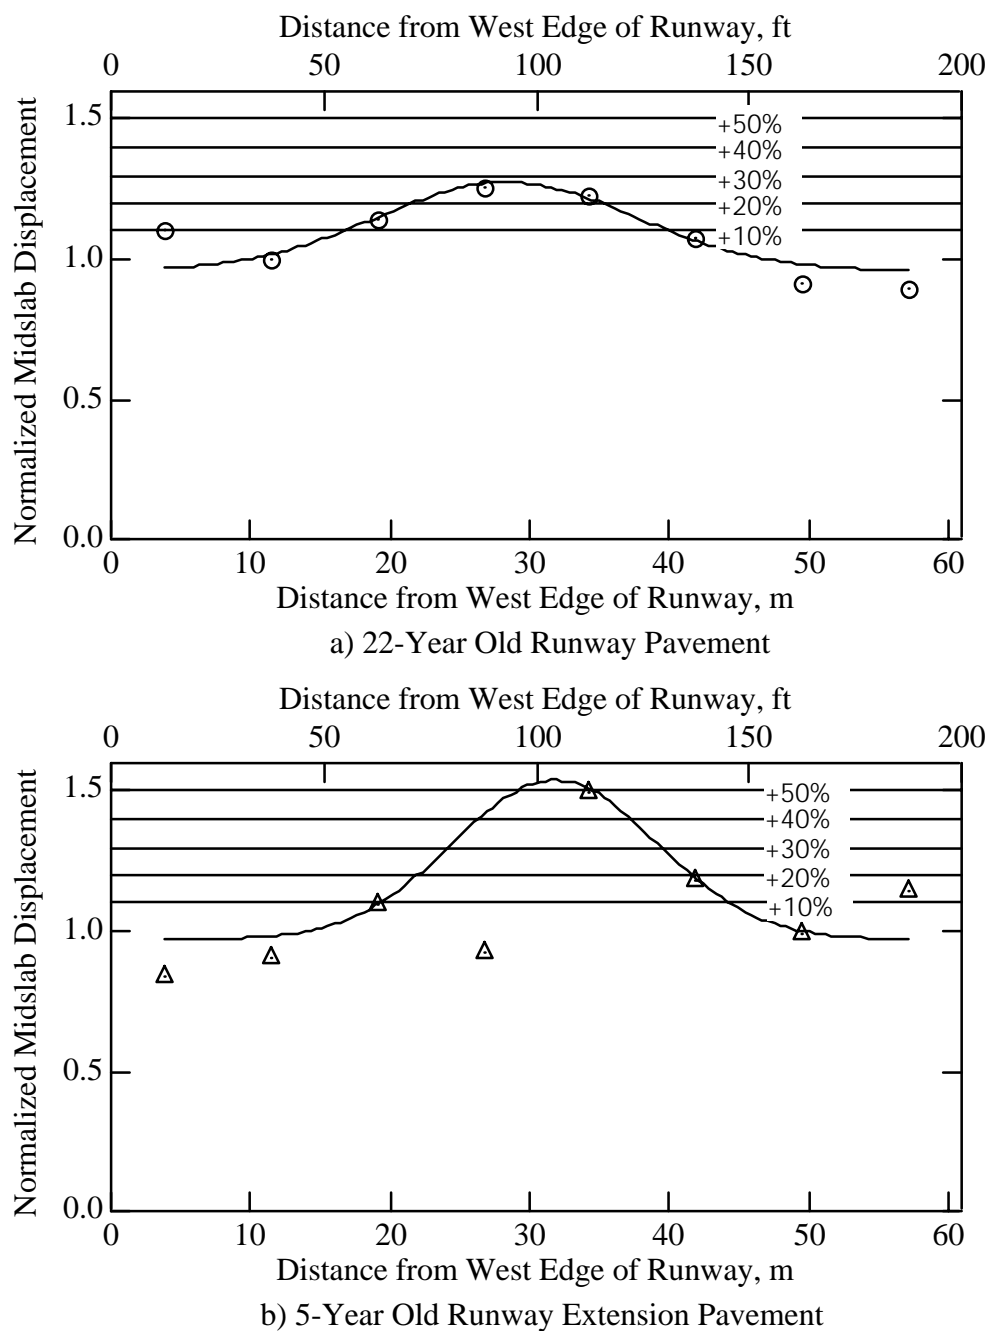 Distance from West Edge of Runway, ft
0 50 100 150 200
Normalized Midslab Displacement
1.5
1.0
0.5
0.0
+50%
+40%
+30%
+20%
+10%
0 10 20 30 40 50 60
Distance from West Edge of Runway, m
a) 22-Year Old Runway Pavement
Distance from West Edge of Runway, ft
0 50 100 150 200
Normalized Midslab Displacement
1.5
1.0
0.5
0.0
+50%
+40%
+30%
+20%
+10%
0 10 20 30 40 50 60
Distance from West Edge of Runway, m
b) 5-Year Old Runway Extension Pavement